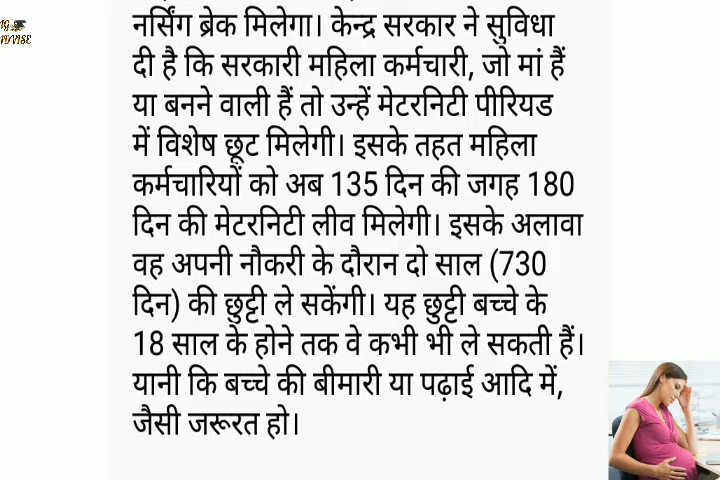 नर्सिंग ब्रेक मिलेगा। केन्द्र सरकार ने सुविधा
दी है कि सरकारी महिला कर्मचारी, जो मां हैं
या बनने वाली हैं तो उन्हें मेटरनिटी पीरियड
में विशेष छूट मिलेगी। इसके तहत महिला
कर्मचारियों को अब 135 दिन की जगह 180
दिन की मेटरनिटी लीव मिलेगी। इसके अलावा
वह अपनी नौकरी के दौरान दो साल (730
दिन) की छुट्टी ले सकेंगी। यह छुट्टी बच्चे के
18 साल के होने तक वे कभी भी ले सकती हैं।
यानी कि बच्चे की बीमारी या पढ़ाई आदि में,
जैसी जरूरत हो।